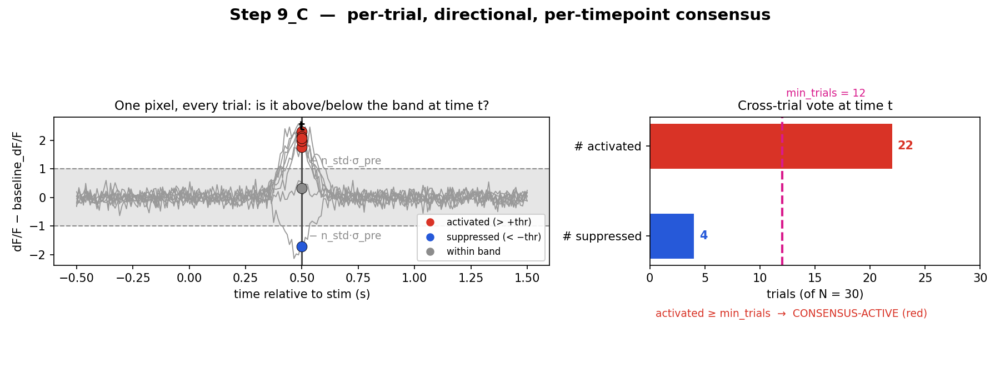 Step 9_C — per-trial, directional, per-timepoint consensus
One pixel, every trial: is it above/below the band at time t?
dF/F − baseline_dF/F
2
1
0
−1
−2
t
+ n_std·σ_pre
− n_std·σ_pre
activated (> +thr)
suppressed (< −thr)
within band
−0.50 −0.25 0.00 0.25 0.50 0.75 1.00 1.25 1.50
time relative to stim (s)
min_trials = 12
Cross-trial vote at time t
# activated
22
# suppressed
4
0 5 10 15 20 25 30
trials (of N = 30)
activated ≥ min_trials → CONSENSUS-ACTIVE (red)